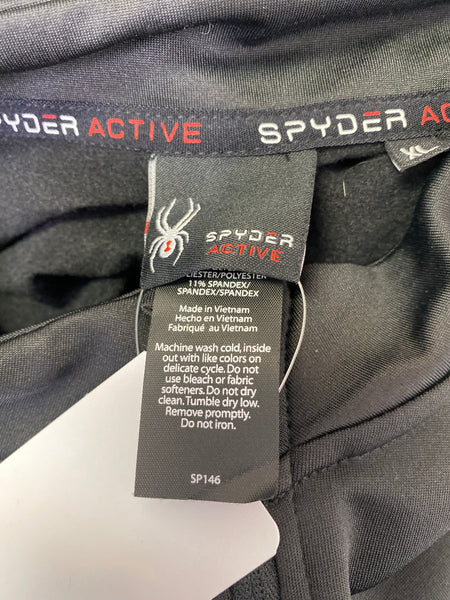 SPYDER ACTIVE
SPYDER AC
XL
SPYDER
ACTIVE
11% SPANDEX/
SPANDEX/SPANDEX
Made in Vietnam
Hecho en Vietnam
Fabriqué au Vietnam
Machine wash cold, inside
out with like colors on
delicate cycle. Do not
use bleach or fabric
softeners. Do not dry
clean. Tumble dry low.
Remove promptly.
Do not iron.
SP146